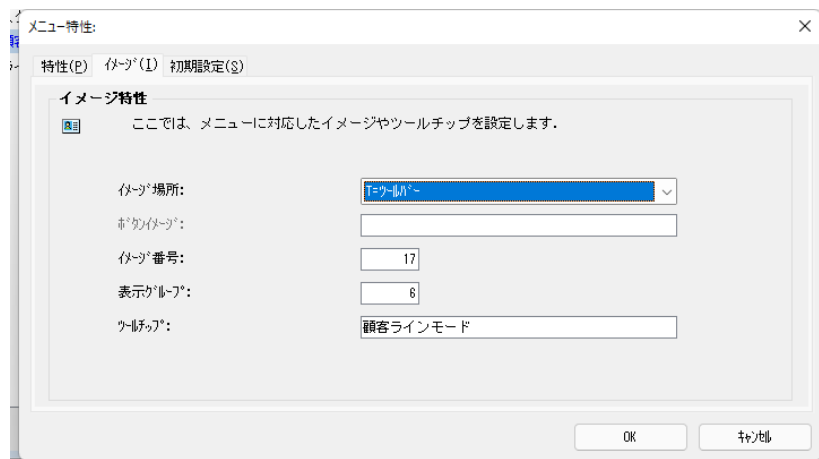 メニュー特性:
特性(P) ｲﾒｰｼﾞ(I) 初期設定(S)
イメージ特性
ここでは、メニューに対応したイメージやツールチップを設定します.
ｲﾒｰｼﾞ場所:
T=ﾂｰﾙﾊﾞｰ
ﾎﾞﾀﾝｲﾒｰｼﾞ:
ｲﾒｰｼﾞ番号: 17
表示ｸﾞﾙｰﾌﾟ: 6
ﾂｰﾙﾁｯﾌﾟ: 顧客ラインモード
OK ｷｬﾝｾﾙ